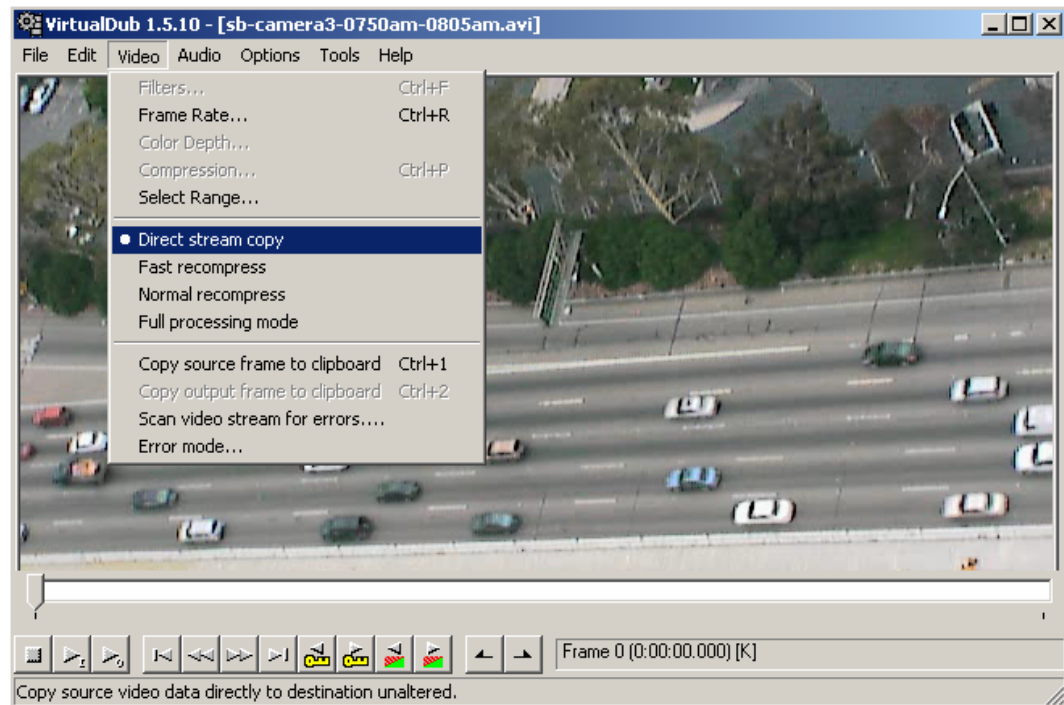 VirtualDub 1.5.10 - [sb-camera3-0750am-0805am.avi]
File Edit Video Audio Options Tools Help
Filters... Ctrl+F
Frame Rate... Ctrl+R
Color Depth...
Compression... Ctrl+P
Select Range...
Direct stream copy
Fast recompress
Normal recompress
Full processing mode
Copy source frame to clipboard Ctrl+1
Copy output frame to clipboard Ctrl+2
Scan video stream for errors....
Error mode...
Frame 0 (0:00:00.000) [K]
Copy source video data directly to destination unaltered.